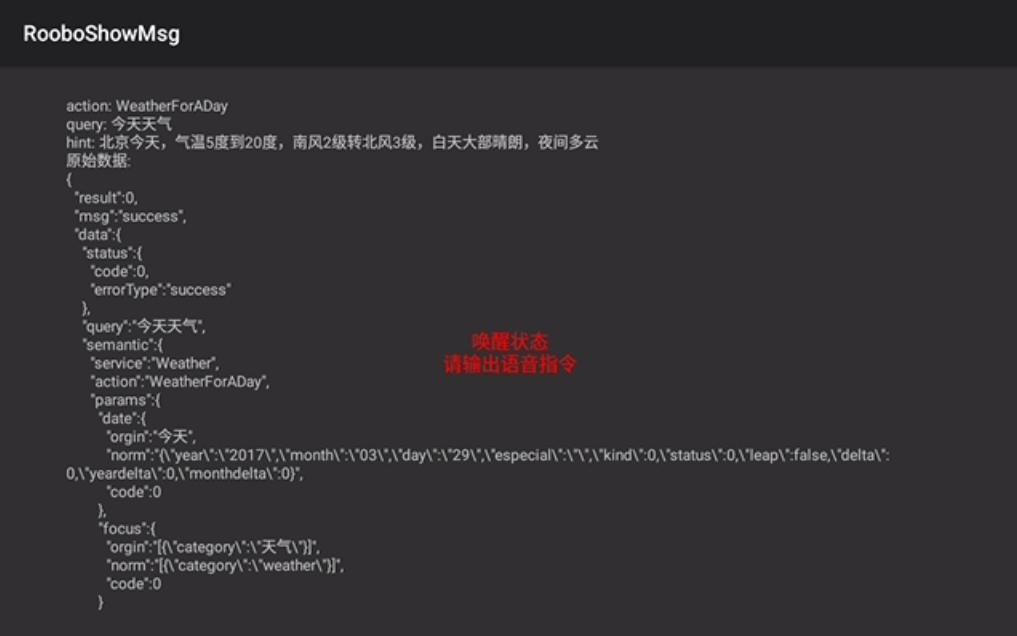 RooboShowMsg
action: WeatherForADay
query: 今天天气
hint: 北京今天，气温5度到20度，南风2级转北风3级，白天大部晴朗，夜间多云
原始数据:
{
"result":0,
"msg":"success",
"data":{
"status":{
"code":0,
"errorType":"success"
},
"query":"今天天气",
"semantic":{
"service":"Weather",
"action":"WeatherForADay",
"params":{
"date":{
"orgin":"今天",
"norm":"{\"year\":\"2017\",\"month\":\"03\",\"day\":\"29\",\"especial\":\"\",\"kind\":0,\"status\":0,\"leap\":false,\"delta\":
0,\"yeardelta\":0,\"monthdelta\":0}",
"code":0
},
"focus":{
"orgin":"[{\"category\":\"天气\"}]",
"norm":"[{\"category\":\"weather\"}]",
"code":0
}
唤醒状态
请输出语音指令